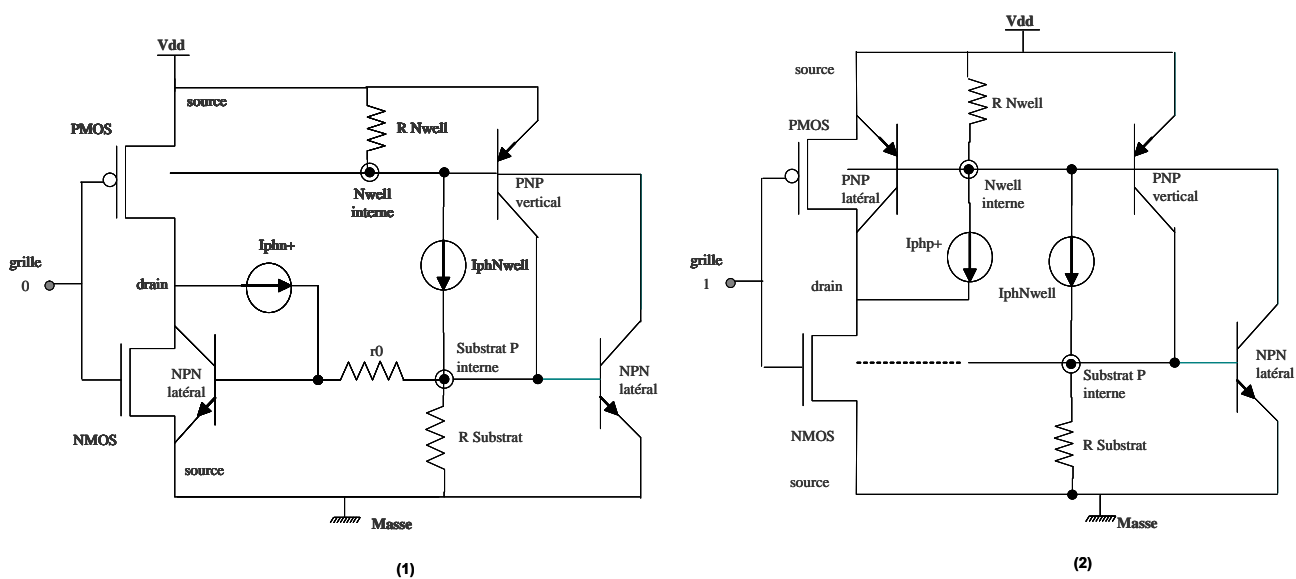 Vdd
source
PMOS
R Nwell
Nwell
interne
PNP
vertical
Iphn+
IphNwell
grille
0
drain
r0
Substrat P
interne
NPN
latéral
NPN
latéral
NMOS
R Substrat
source
Masse
(1)
Vdd
source
R Nwell
PMOS
PNP
latéral
Nwell
interne
PNP
vertical
Iphp+
grille
1
drain
IphNwell
NPN
latéral
Substrat P
interne
NMOS
R Substrat
source
Masse
(2)